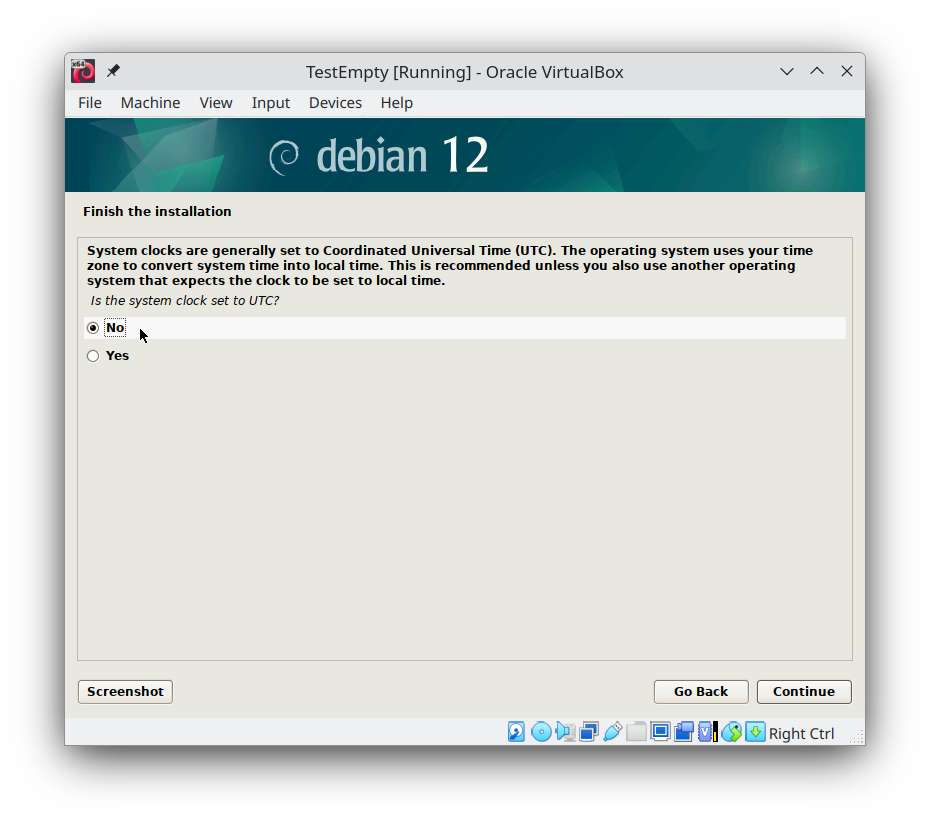 x64
TestEmpty [Running] - Oracle VirtualBox
File Machine View Input Devices Help
debian 12
Finish the installation
System clocks are generally set to Coordinated Universal Time (UTC). The operating system uses your time
zone to convert system time into local time. This is recommended unless you also use another operating
system that expects the clock to be set to local time.
Is the system clock set to UTC?
No
Yes
Screenshot Go Back Continue
V Right Ctrl